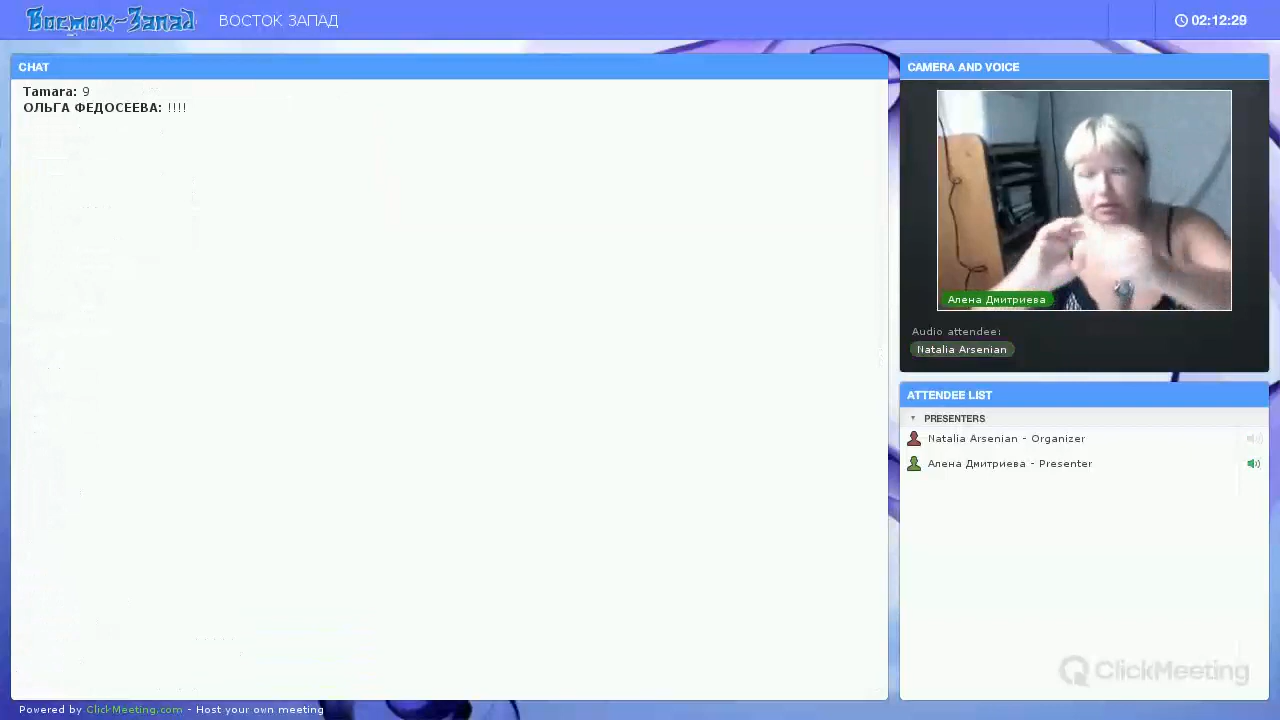 Восток-Запад
ВОСТОК ЗАПАД
02:12:29
CHAT
Tamara: 9
ОЛЬГА ФЕДОСЕЕВА: !!!!
CAMERA AND VOICE
Алена Дмитриева
Audio attendee:
Natalia Arsenian
ATTENDEE LIST
PRESENTERS
Natalia Arsenian - Organizer
Алена Дмитриева - Presenter
ClickMeeting
Powered by ClickMeeting.com - Host your own meeting